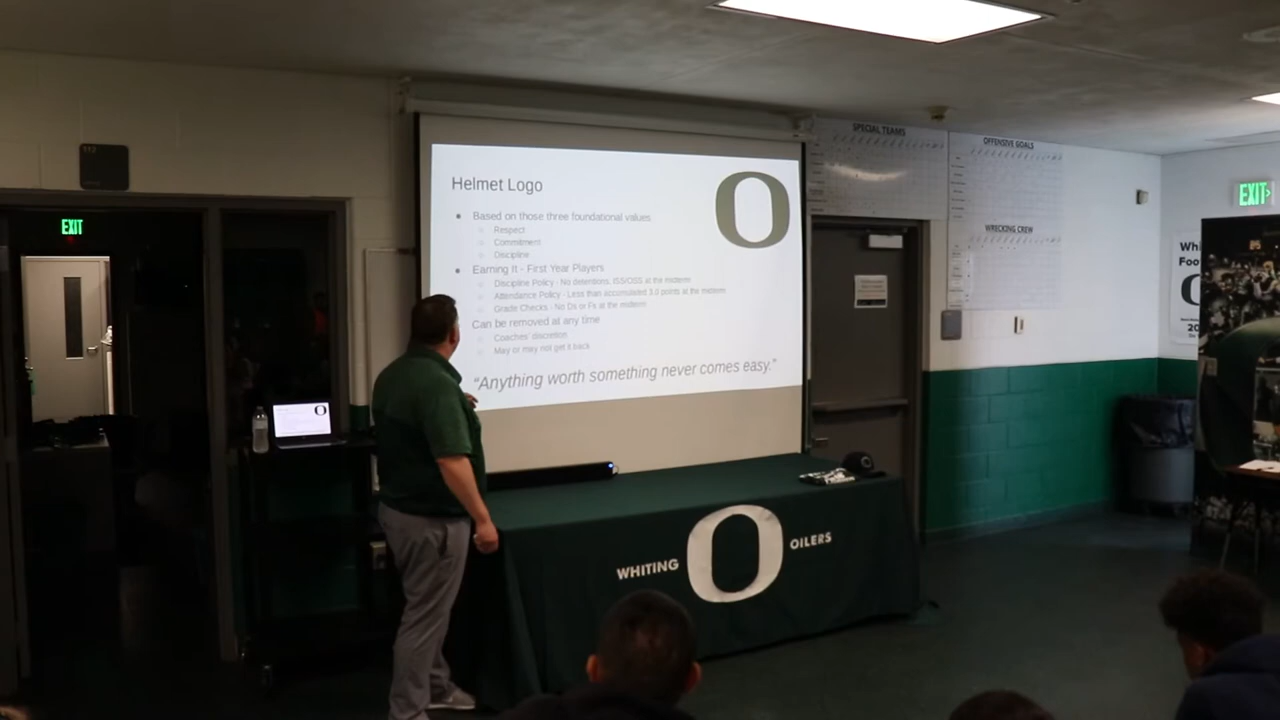 112
EXIT
Helmet Logo
O
Based on those three foundational values
Respect
Commitment
Discipline
Earning It - First Year Players
Discipline Policy - No detentions, ISS/OSS at the midterm
Attendance Policy - Less than accumulated 3.0 points at the midterm
Grade Checks - No Ds or Fs at the midterm
Can be removed at any time
Coaches' discretion
May or may not get it back
“Anything worth something never comes easy.”
SPECIAL TEAMS
OFFENSIVE GOALS
WRECKING CREW
EXIT
Whi
Foo
20
WHITING O OILERS